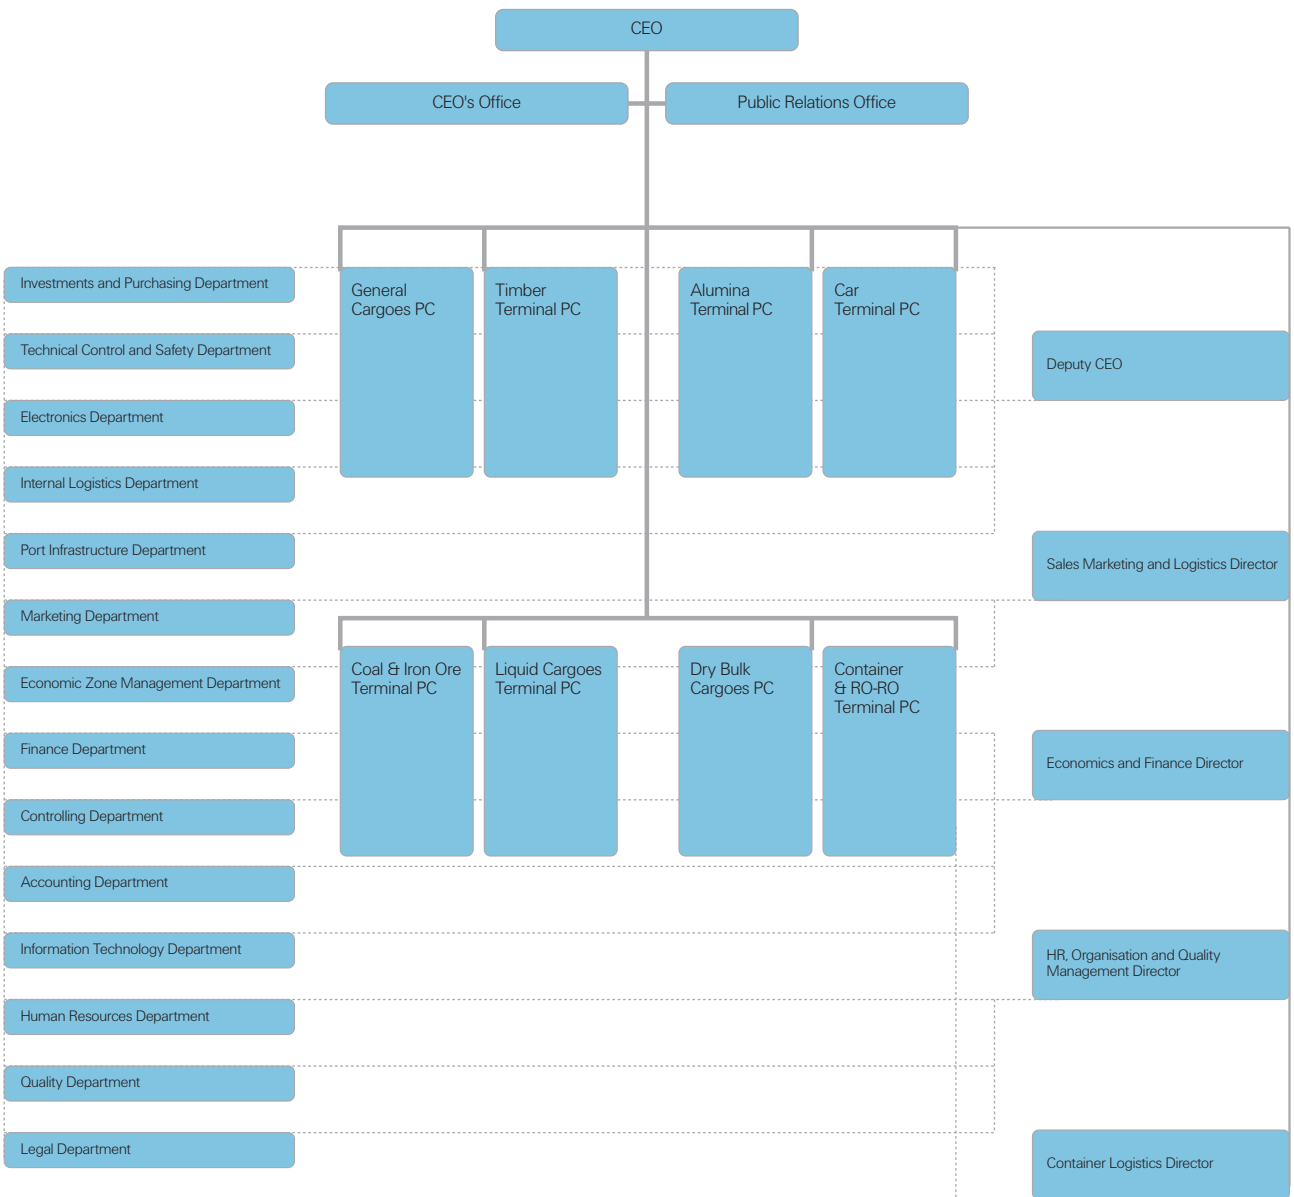 CEO
CEO's Office
Public Relations Office
General
Cargoes PC
Timber
Terminal PC
Alumina
Terminal PC
Car
Terminal PC
Coal & Iron Ore
Terminal PC
Liquid Cargoes
Terminal PC
Dry Bulk
Cargoes PC
Container
& RO-RO
Terminal PC
Investments and Purchasing Department
Technical Control and Safety Department
Electronics Department
Internal Logistics Department
Port Infrastructure Department
Marketing Department
Economic Zone Management Department
Finance Department
Controlling Department
Accounting Department
Information Technology Department
Human Resources Department
Quality Department
Legal Department
Deputy CEO
Sales Marketing and Logistics Director
Economics and Finance Director
HR, Organisation and Quality
Management Director
Container Logistics Director